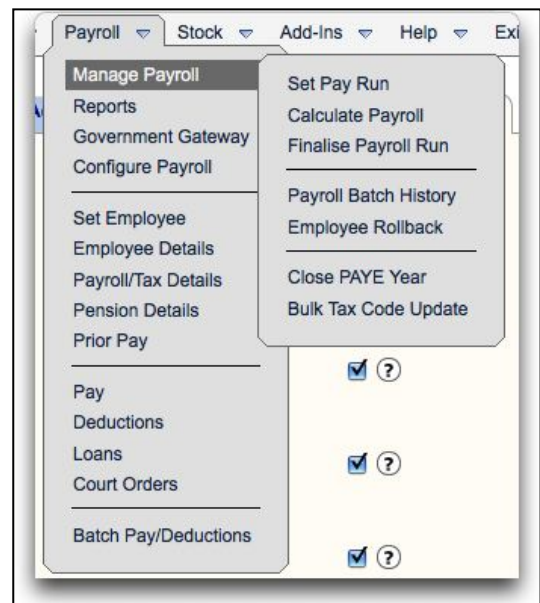 Payroll Stock Add-Ins Help Exi
Manage Payroll
Reports
Government Gateway
Configure Payroll
Set Employee
Employee Details
Payroll/Tax Details
Pension Details
Prior Pay
Pay
Deductions
Loans
Court Orders
Batch Pay/Deductions
Set Pay Run
Calculate Payroll
Finalise Payroll Run
Payroll Batch History
Employee Rollback
Close PAYE Year
Bulk Tax Code Update
?
?
?